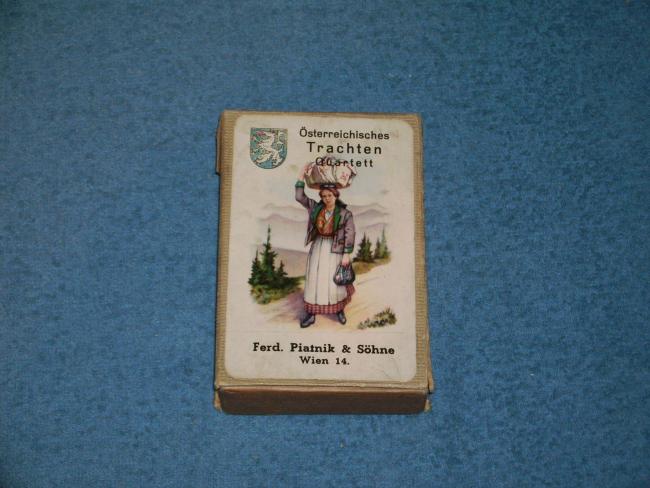 Österreichisches
Trachten
Quartett
Ferd. Piatnik & Söhne
Wien 14.